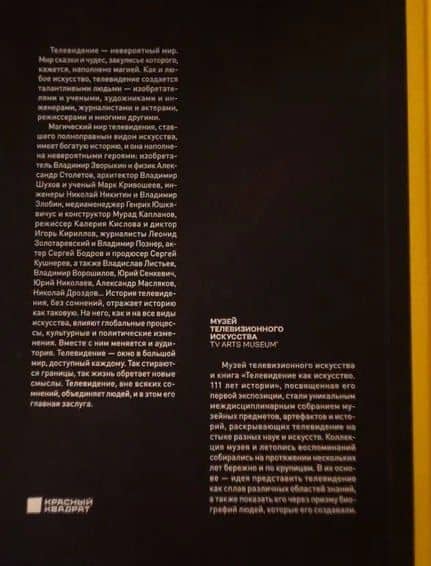 Телевидение — невероятный мир.
Мир сказки и чудес, закулисье которого,
кажется, наполнено магией. Как и лю-
бое искусство, телевидение создается
талантливыми людьми — изобретате-
лями и учеными, художниками и ин-
женерами, журналистами и актерами,
режиссерами и многими другими.
Магический мир телевидения, став-
шего полноправным видом искусства,
имеет богатую историю, и она наполне-
на невероятными героями: изобрета-
тель Владимир Зворыкин и физик Алек-
сандр Столетов, архитектор Владимир
Шухов и ученый Марк Кривошеев, ин-
женеры Николай Никитин и Владимир
Злобин, медиаменеджер Генрих Юшкя-
вичус и конструктор Мурад Капланов,
режиссер Калерия Кислова и диктор
Игорь Кириллов, журналисты Леонид
Золотаревский и Владимир Познер, ак-
тер Сергей Бодров и продюсер Сергей
Кушнерев, а также Владислав Листьев,
Владимир Ворошилов, Юрий Сенкевич,
Юрий Николаев, Александр Масляков,
Николай Дроздов... История телевиде-
ния, без сомнений, отражает историю
как таковую. На него, как и на все виды
искусства, влияют глобальные процес-
сы, культурные и политические изме-
нения. Вместе с ним меняется и ауди-
тория. Телевидение — окно в большой
мир, доступный каждому. Так стирают-
ся границы, так жизнь обретает новые
смыслы. Телевидение, вне всяких со-
мнений, объединяет людей, и в этом его
главная заслуга.
МУЗЕЙ
ТЕЛЕВИЗИОННОГО
ИСКУССТВА
TV ARTS MUSEUM
Музей телевизионного искусства
и книга «Телевидение как искусство.
111 лет истории», посвященная его
первой экспозиции, стали уникальным
междисциплинарным собранием му-
зейных предметов, артефактов и исто-
рий, раскрывающих телевидение на
стыке разных наук и искусств. Коллек-
ция музея и летопись воспоминаний
собирались на протяжении нескольких
лет бережно и по крупицам. В их осно-
ве — идея представить телевидение
как сплав различных областей знаний,
а также показать его через призму био-
графий людей, которые его создавали.
КРАСНЫЙ
КВАДРАТ